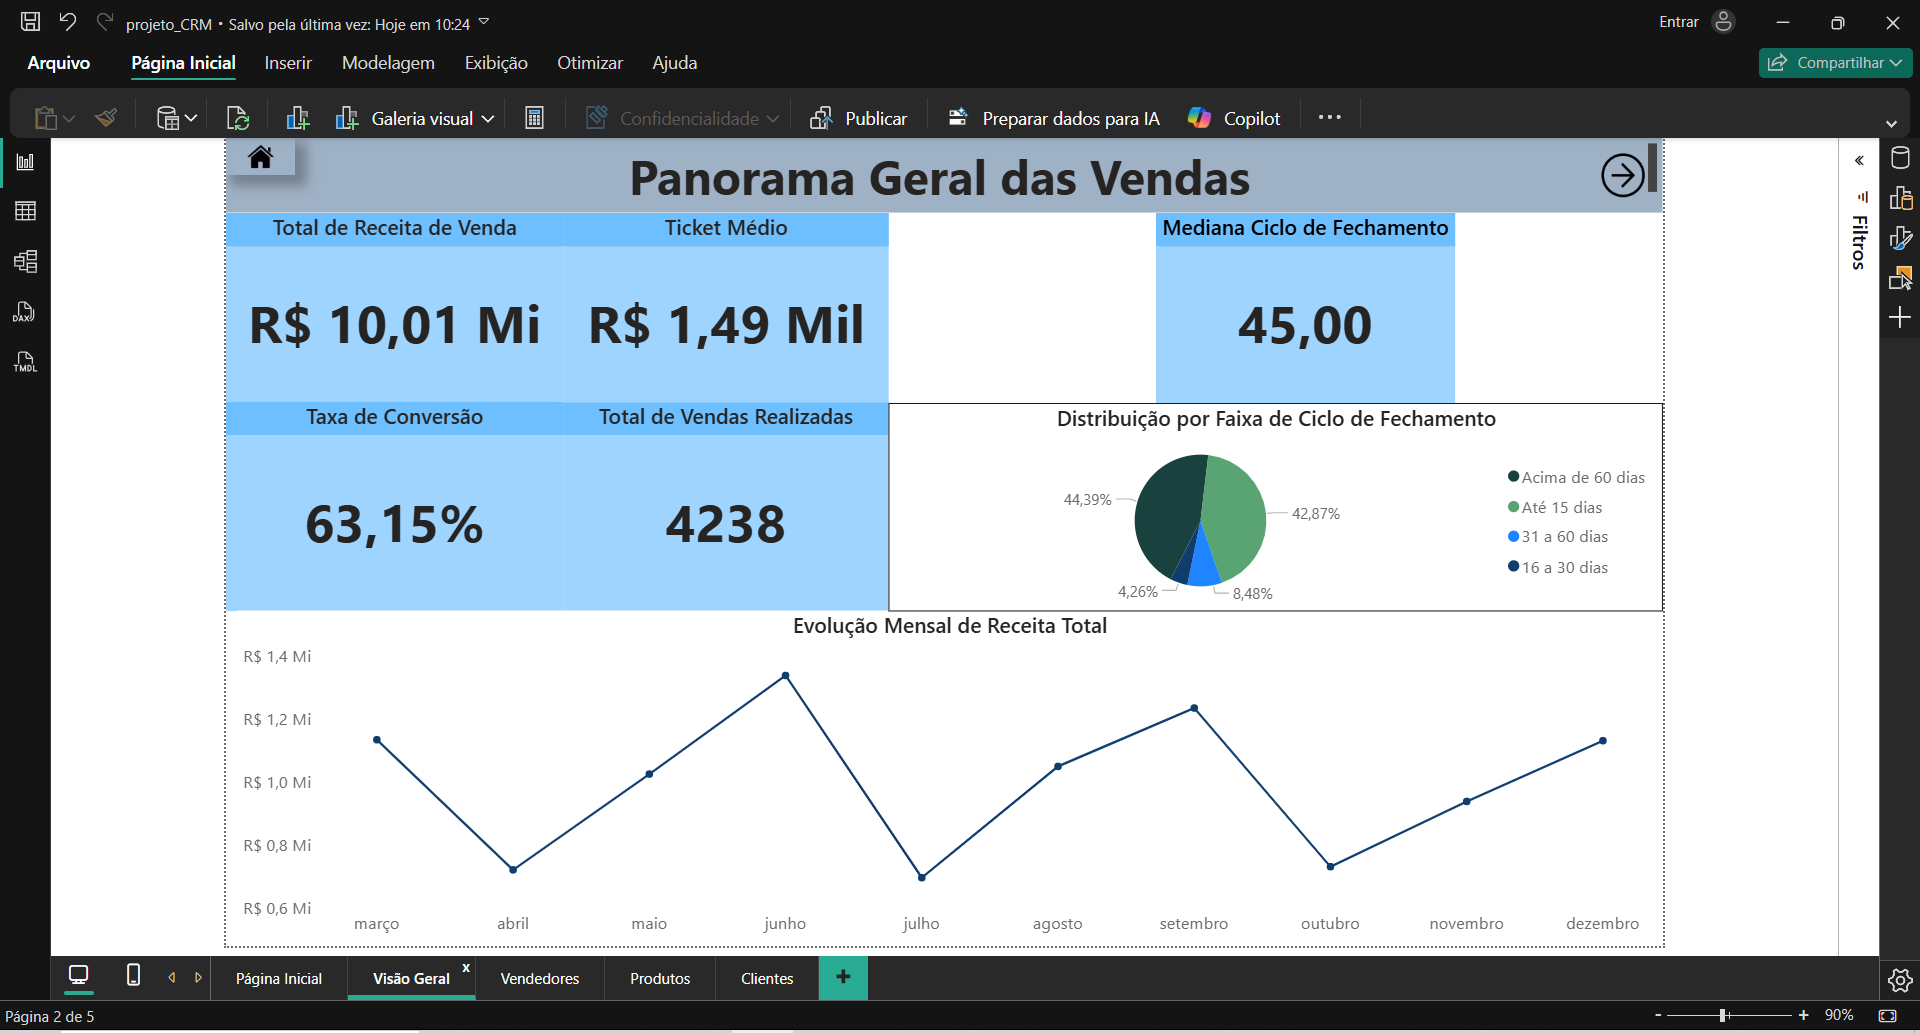 projeto_CRM • Salvo pela última vez: Hoje em 10:24
Entrar
Arquivo
Página Inicial
Inserir
Modelagem
Exibição
Otimizar
Ajuda
Compartilhar
Galeria visual
Confidencialidade
Publicar
Preparar dados para IA
Copilot
DAX
TMDL
Filtros
Panorama Geral das Vendas
Total de Receita de Venda
R$ 10,01 Mi
Ticket Médio
R$ 1,49 Mil
Mediana Ciclo de Fechamento
45,00
Taxa de Conversão
63,15%
Total de Vendas Realizadas
4238
Distribuição por Faixa de Ciclo de Fechamento
44,39%
42,87%
4,26%
8,48%
Acima de 60 dias
Até 15 dias
31 a 60 dias
16 a 30 dias
Evolução Mensal de Receita Total
R$ 1,4 Mi
R$ 1,2 Mi
R$ 1,0 Mi
R$ 0,8 Mi
R$ 0,6 Mi
março
abril
maio
junho
julho
agosto
setembro
outubro
novembro
dezembro
Página Inicial
Visão Geral
x
Vendedores
Produtos
Clientes
+
Página 2 de 5
- + 90%